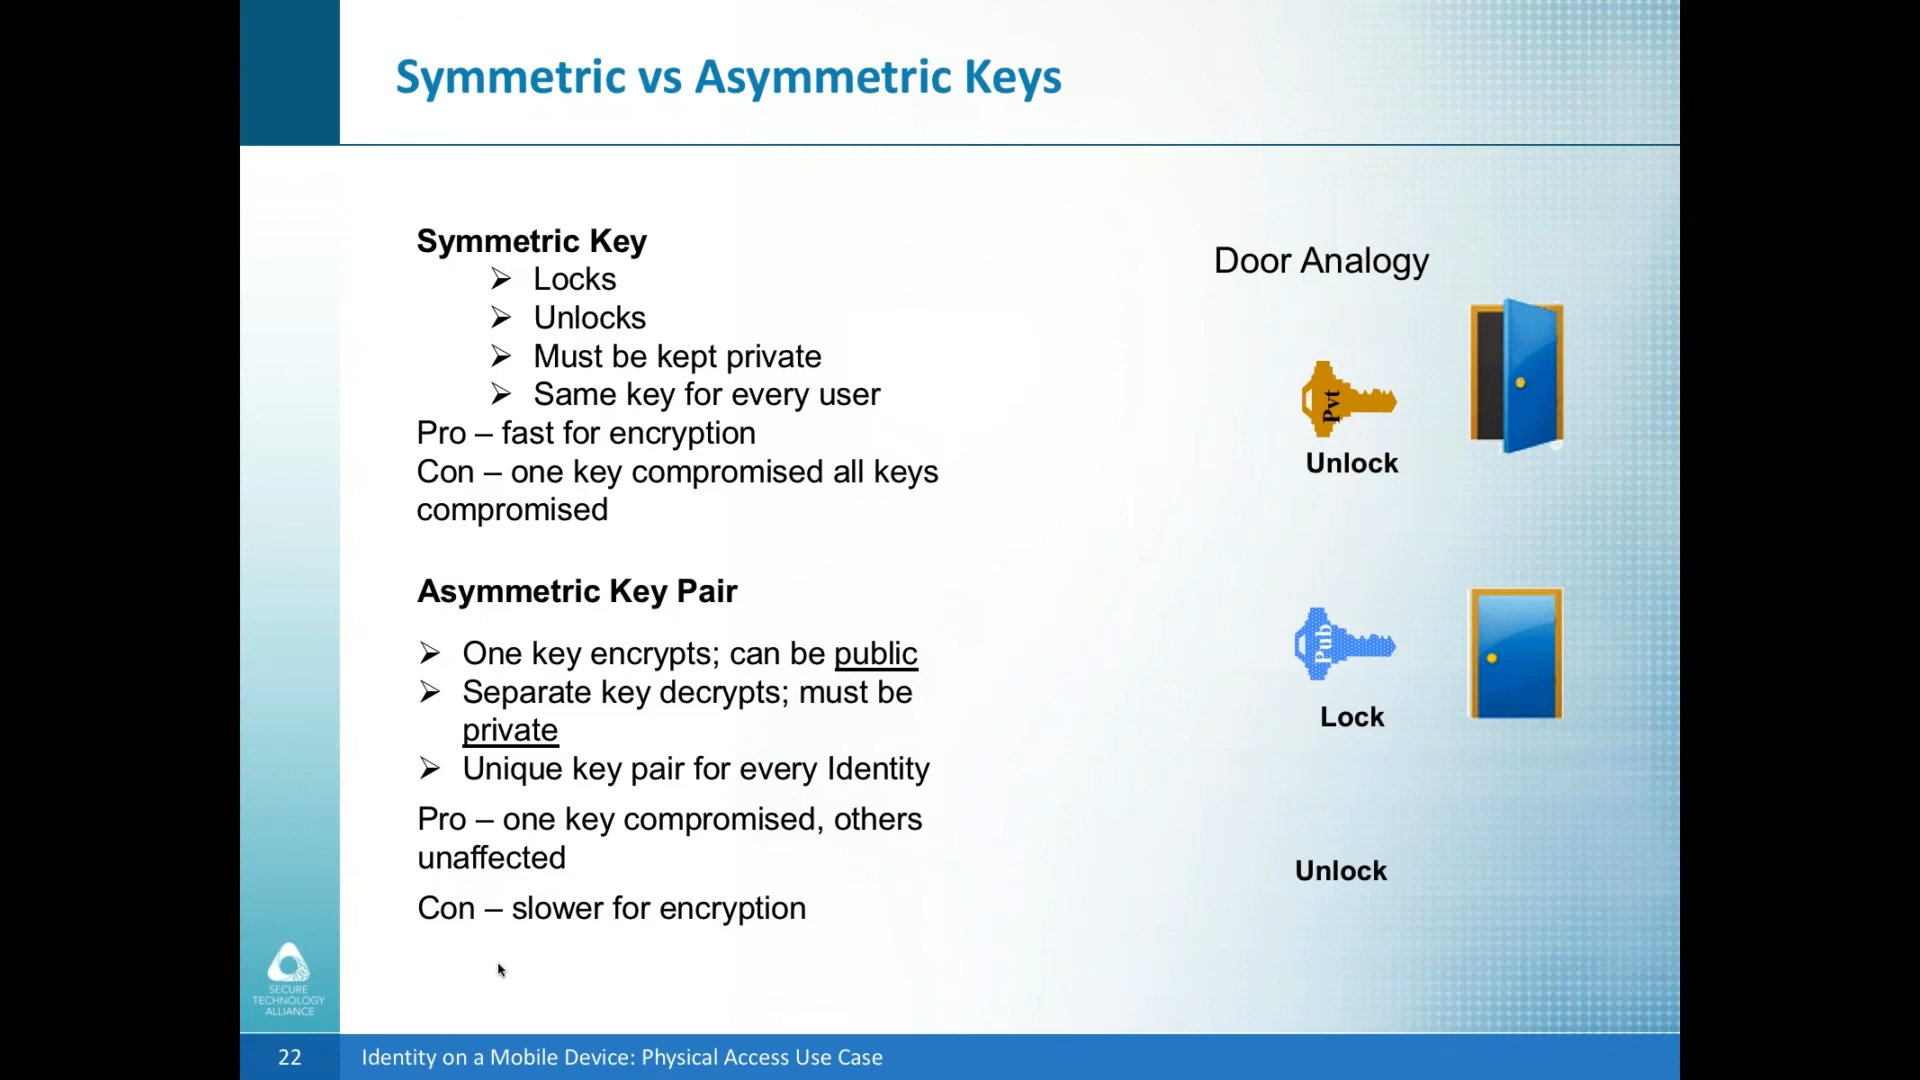 Symmetric vs Asymmetric Keys
Symmetric Key
➢ Locks
➢ Unlocks
➢ Must be kept private
➢ Same key for every user
Pro – fast for encryption
Con – one key compromised all keys
compromised
Asymmetric Key Pair
➢ One key encrypts; can be public
➢ Separate key decrypts; must be
private
➢ Unique key pair for every Identity
Pro – one key compromised, others
unaffected
Con – slower for encryption
Door Analogy
Pvt
Unlock
Pub
Lock
Unlock
SECURE
TECHNOLOGY
ALLIANCE
22
Identity on a Mobile Device: Physical Access Use Case